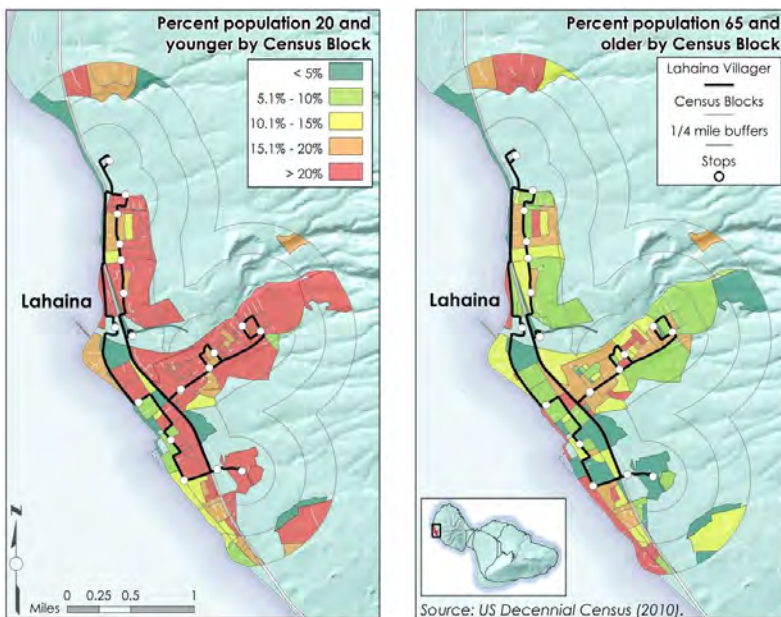 Percent population 20 and
younger by Census Block
< 5%
5.1% - 10%
10.1% - 15%
15.1% - 20%
> 20%
Lahaina
N
0 0.25 0.5 1
Miles
Percent population 65 and
older by Census Block
Lahaina Villager
Census Blocks
1/4 mile buffers
Stops
Lahaina
Source: US Decennial Census (2010).